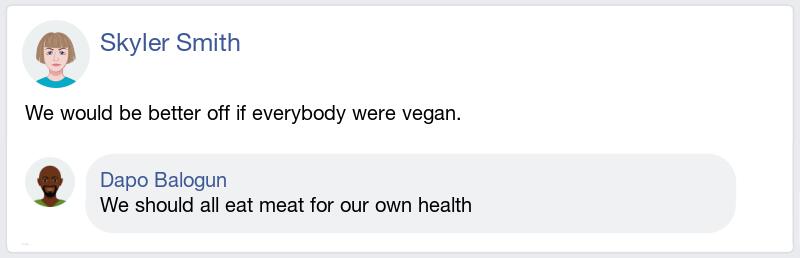 Skyler Smith
We would be better off if everybody were vegan.
Dapo Balogun
We should all eat meat for our own health